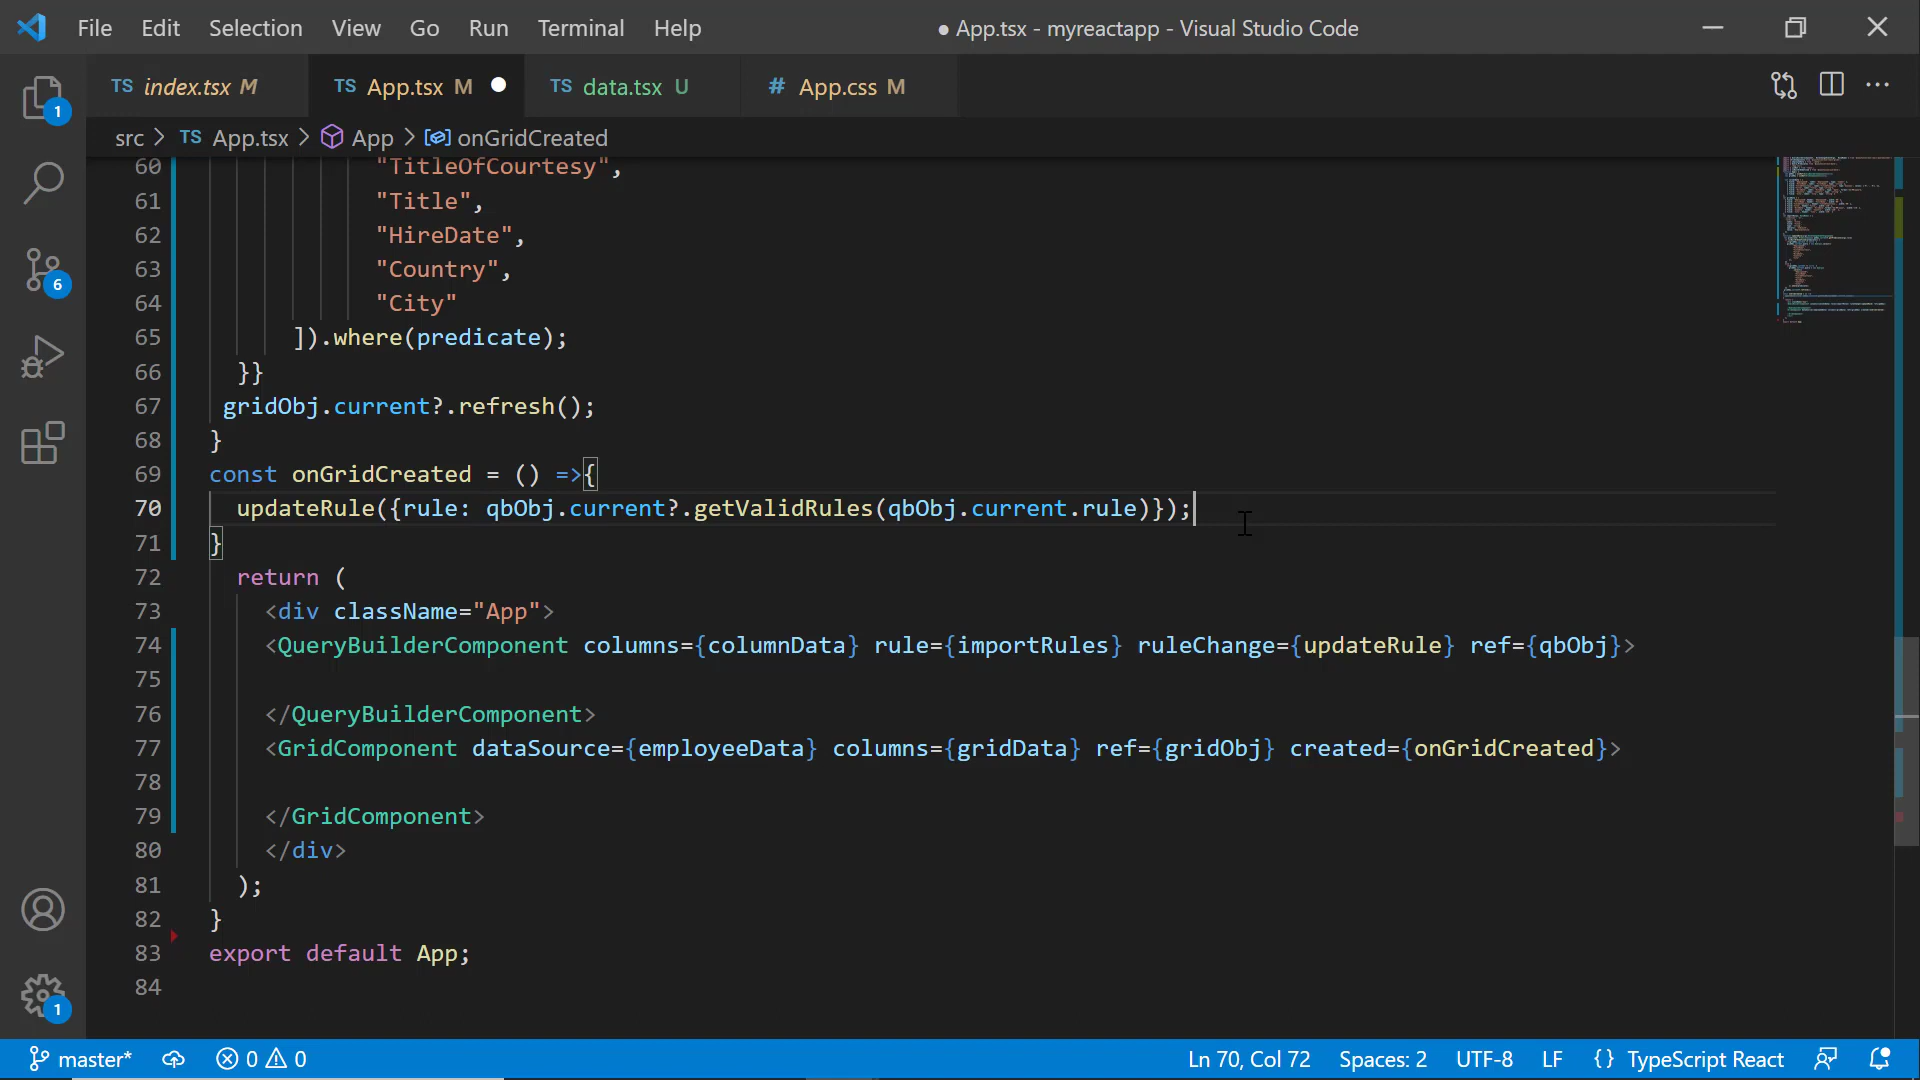 File Edit Selection View Go Run Terminal Help ● App.tsx - myreactapp - Visual Studio Code
TS index.tsx M TS App.tsx M TS data.tsx U # App.css M
src > TS App.tsx > App > onGridCreated
60 "TitleOfCourtesy",
61 "Title",
62 "HireDate",
63 "Country",
64 "City"
65 ]).where(predicate);
66 }}
67 gridObj.current?.refresh();
68 }
69 const onGridCreated = () =>{
70 updateRule({rule: qbObj.current?.getValidRules(qbObj.current.rule)});
71 }
72 return (
73 <div className="App">
74 <QueryBuilderComponent columns={columnData} rule={importRules} ruleChange={updateRule} ref={qbObj}>
75
76 </QueryBuilderComponent>
77 <GridComponent dataSource={employeeData} columns={gridData} ref={gridObj} created={onGridCreated}>
78
79 </GridComponent>
80 </div>
81 );
82 }
83 export default App;
84
1
6
1
master* 0 0 Ln 70, Col 72 Spaces: 2 UTF-8 LF {} TypeScript React